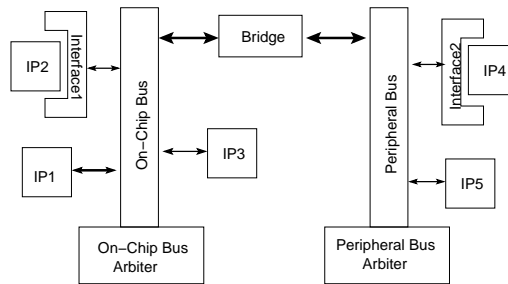 Bridge
IP2
Interface1
On-Chip Bus
Peripheral Bus
Interface2
IP4
IP1
IP3
IP5
On-Chip Bus
Arbiter
Peripheral Bus
Arbiter